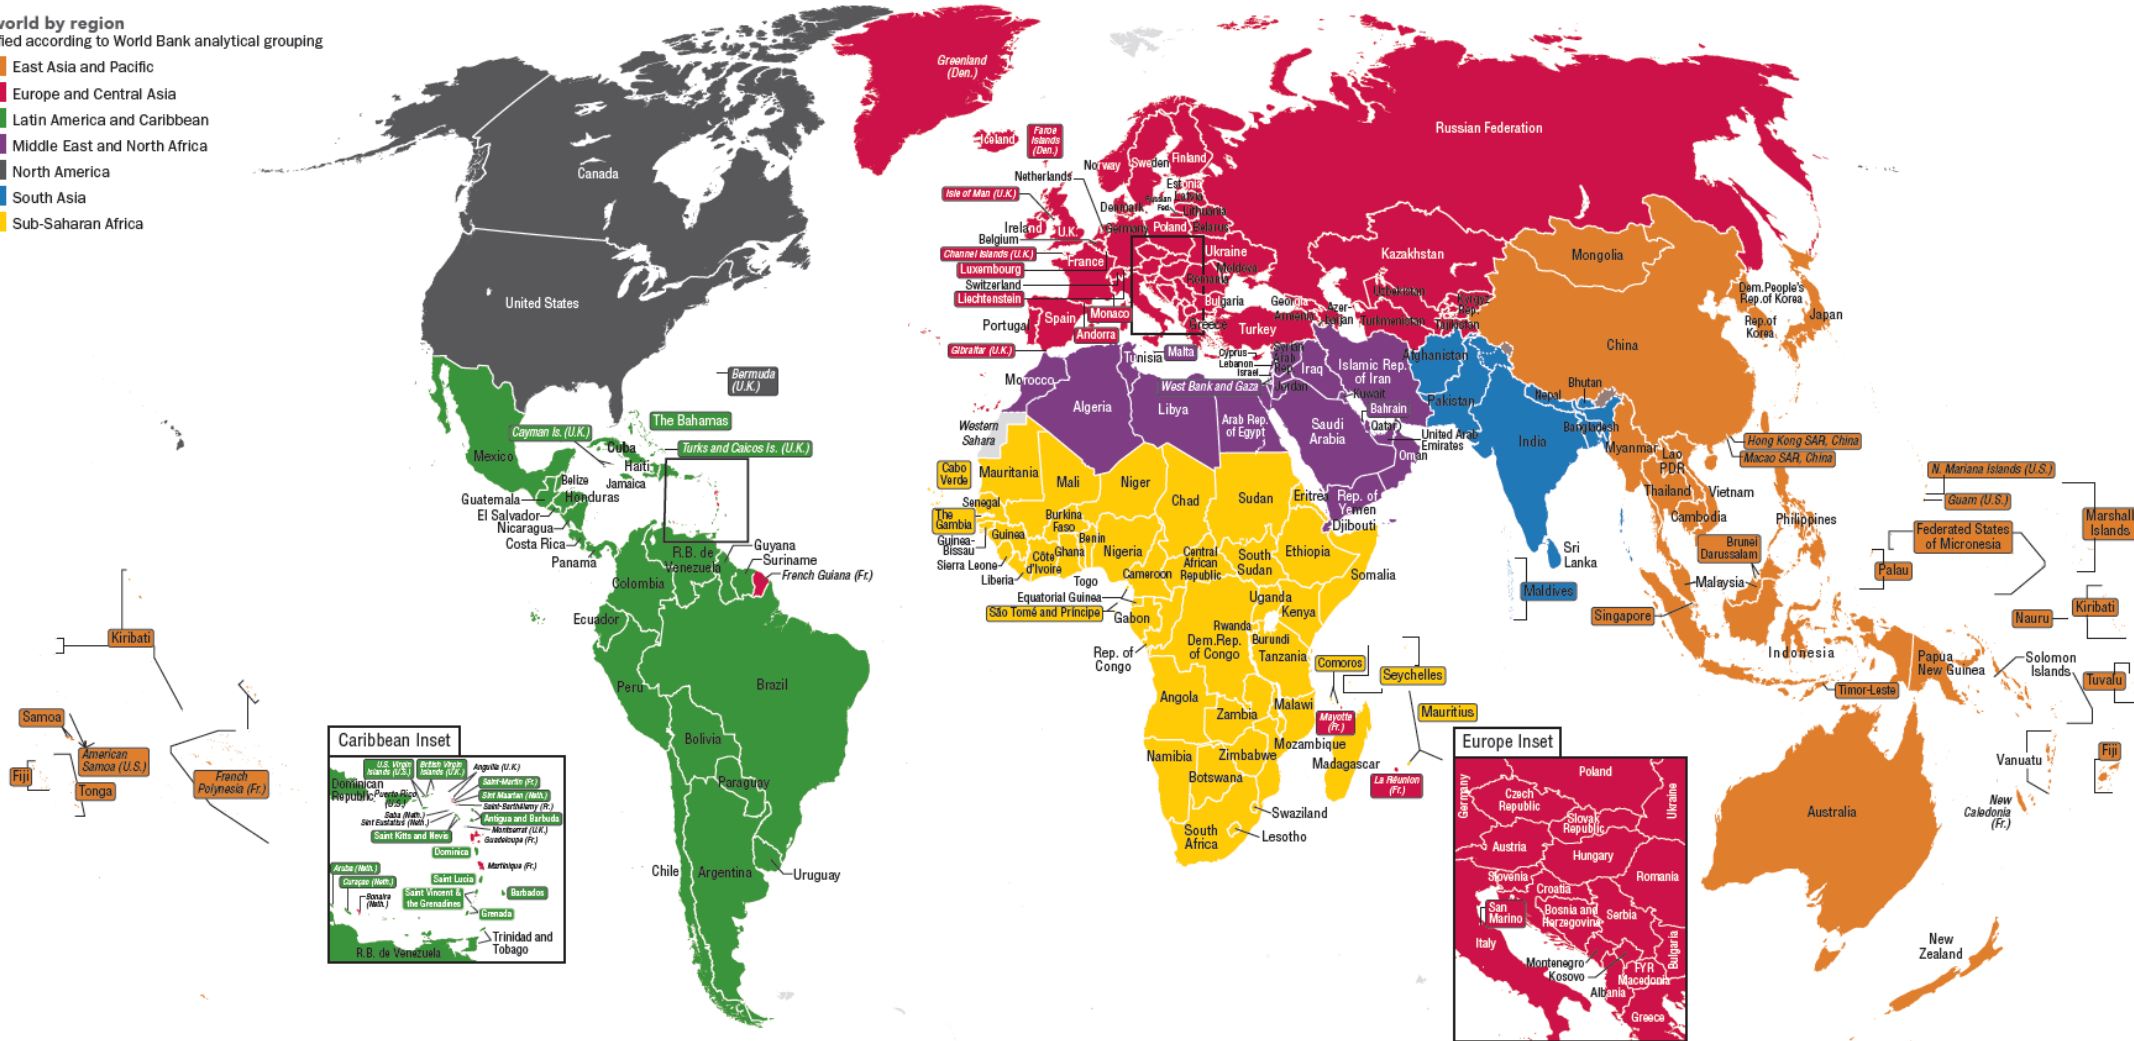 world by region
fied according to World Bank analytical grouping
East Asia and Pacific
Europe and Central Asia
Latin America and Caribbean
Middle East and North Africa
North America
South Asia
Sub-Saharan Africa
Greenland
(Den.)
Iceland
Faroe
Islands
(Den.)
Russian Federation
Canada
Norway
Sweden
Finland
Netherlands
Estonia
Latvia
Isle of Man (U.K.)
Russian
Fed.
Denmark
Lithuania
Ireland
U.K.
Germany
Poland
Belarus
Belgium
Channel Islands (U.K.)
France
Ukraine
Kazakhstan
Mongolia
Luxembourg
Moldova
Switzerland
Romania
Uzbekistan
Liechtenstein
Bulgaria
Georgia
Kyrgyz
Rep.
Dem.People's
Rep.of Korea
United States
Monaco
Azer-
baijan
Armenia
Spain
Portugal
Greece
Turkey
Turkmenistan
Tajikistan
Rep.of
Korea
Japan
Andorra
Gibraltar (U.K.)
Tunisia
Malta
Cyprus
Lebanon
Israel
Syrian
Arab
Rep.
Iraq
Islamic Rep.
of Iran
Afghanistan
China
Bermuda
(U.K.)
Morocco
West Bank and Gaza
Jordan
Kuwait
Pakistan
Nepal
Bhutan
Algeria
Libya
Arab Rep.
of Egypt
Saudi
Arabia
Bahrain
Qatar
United Arab
Emirates
Oman
India
Bangladesh
The Bahamas
Western
Sahara
Cayman Is. (U.K.)
Turks and Caicos Is. (U.K.)
Cuba
Mexico
Haiti
Belize
Jamaica
Hong Kong SAR, China
Macao SAR, China
Myanmar
Lao
PDR
Cabo
Verde
Mauritania
Mali
Niger
Chad
Sudan
Eritrea
Rep. of
Yemen
Thailand
Vietnam
N. Mariana Islands (U.S.)
Guam (U.S.)
Guatemala
Honduras
El Salvador
Nicaragua
Costa Rica
Panama
Senegal
The
Gambia
Guinea-
Bissau
Guinea
Sierra Leone
Liberia
Burkina
Faso
Côte
d'Ivoire
Ghana
Benin
Togo
Nigeria
Cameroon
Central
African
Republic
South
Sudan
Ethiopia
Djibouti
Somalia
Cambodia
Philippines
Federated States
of Micronesia
Marshall
Islands
Brunei
Darussalam
Palau
Sri
Lanka
Maldives
Malaysia
Singapore
Nauru
Kiribati
Guyana
Suriname
French Guiana (Fr.)
R.B. de
Venezuela
Colombia
Ecuador
Equatorial Guinea
São Tomé and Príncipe
Gabon
Rep. of
Congo
Uganda
Kenya
Rwanda
Burundi
Dem.Rep.
of Congo
Tanzania
Comoros
Seychelles
Indonesia
Papua
New Guinea
Solomon
Islands
Timor-Leste
Tuvalu
Kiribati
Peru
Brazil
Angola
Zambia
Malawi
Mayotte
(Fr.)
Mauritius
Samoa
American
Samoa (U.S.)
Fiji
Tonga
French
Polynesia (Fr.)
Bolivia
Paraguay
Namibia
Zimbabwe
Mozambique
Madagascar
Botswana
La Réunion
(Fr.)
Vanuatu
Fiji
New
Caledonia
(Fr.)
Australia
Swaziland
Lesotho
South
Africa
Chile
Argentina
Uruguay
New
Zealand
Caribbean Inset
U.S. Virgin
Islands (U.S.)
British Virgin
Islands (U.K.)
Anguilla (U.K.)
Dominican
Republic
Puerto Rico
(U.S.)
Saint-Martin (Fr.)
Sint Maarten (Neth.)
Saint-Barthélemy (Fr.)
Saba (Neth.)
Sint Eustatius (Neth.)
Antigua and Barbuda
Saint Kitts and Nevis
Montserrat (U.K.)
Guadeloupe (Fr.)
Dominica
Martinique (Fr.)
Aruba (Neth.)
Curaçao (Neth.)
Saint Lucia
Bonaire
(Neth.)
Saint Vincent &
the Grenadines
Barbados
Grenada
Trinidad and
Tobago
R.B. de Venezuela
Europe Inset
Germany
Poland
Czech
Republic
Ukraine
Slovak
Republic
Austria
Hungary
Slovenia
Romania
Croatia
San
Marino
Bosnia and
Herzegovina
Serbia
Italy
Bulgaria
Montenegro
Kosovo
FYR
Macedonia
Albania
Greece